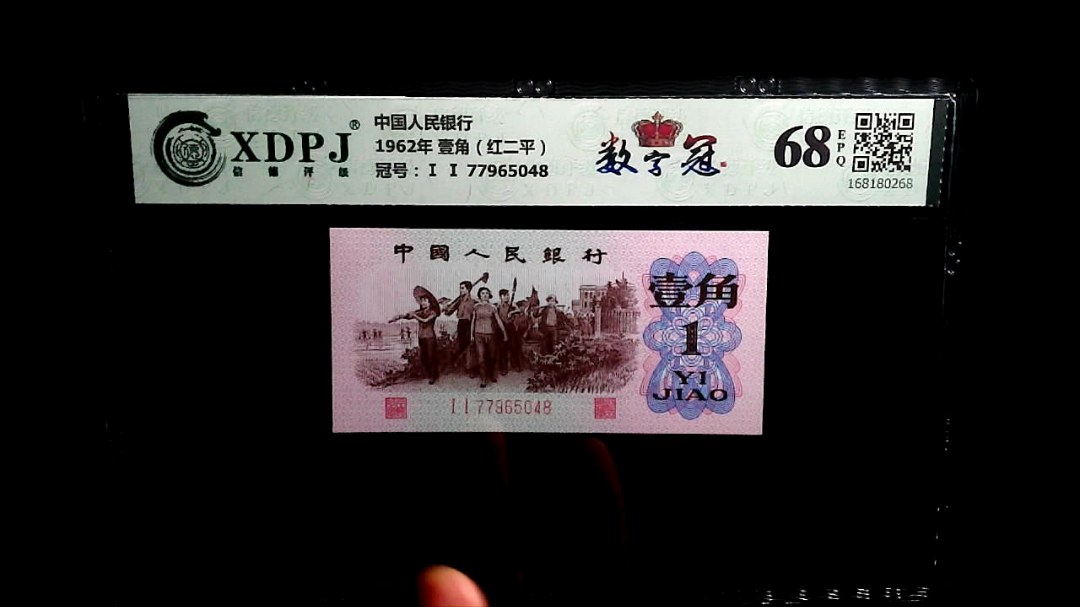 XDPJ®
信德评级
中国人民银行
1962年 壹角（红二平）
冠号：I I 77965048
数字冠
68
EPQ
168180268
中國人民銀行
壹角
1
YI
JIAO
I I 77965048